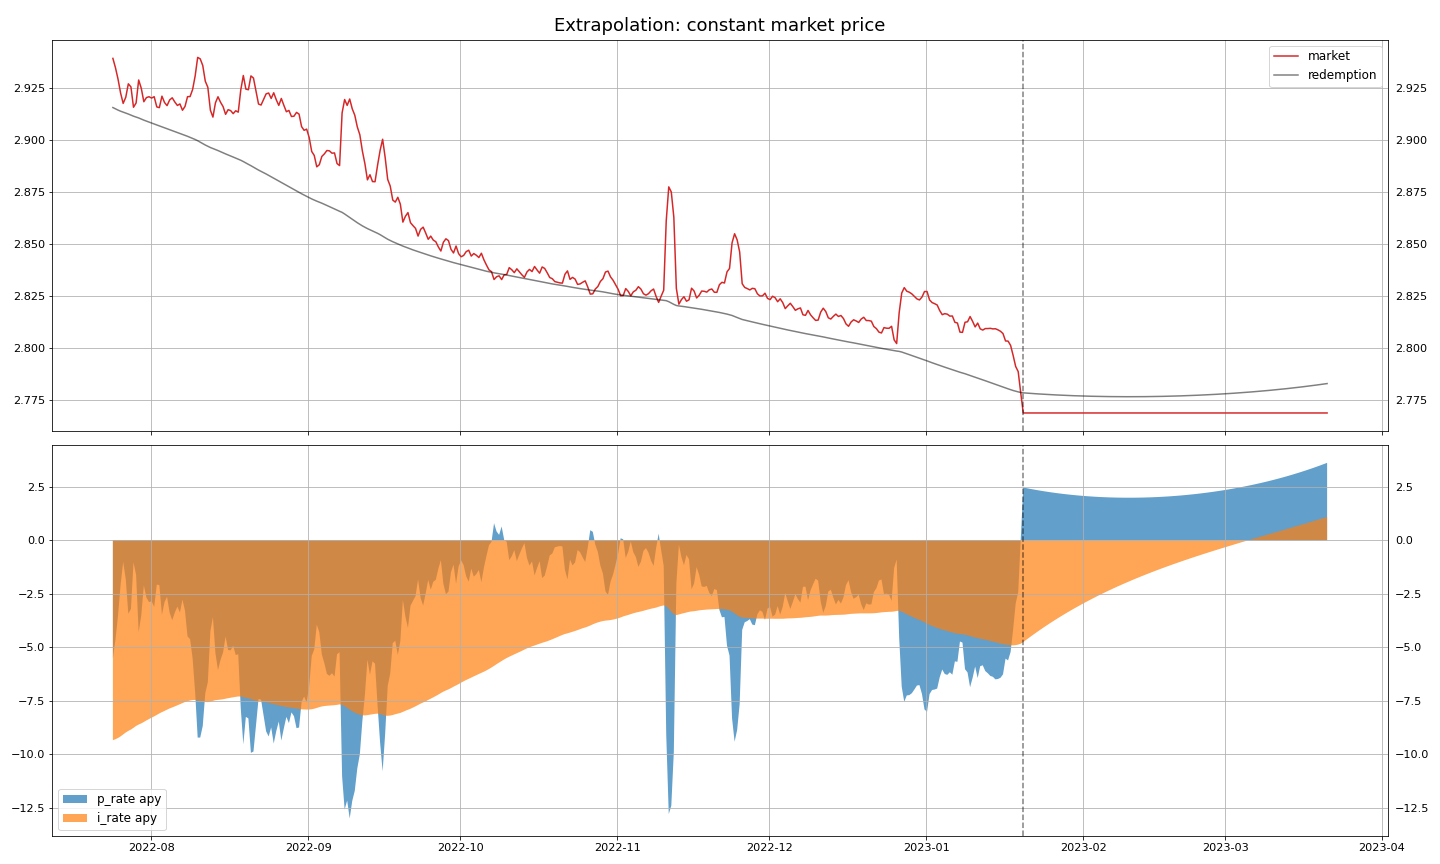 Extrapolation: constant market price
market
redemption
2.925 2.925
2.900 2.900
2.875 2.875
2.850 2.850
2.825 2.825
2.800 2.800
2.775 2.775
2.5 2.5
0.0 0.0
−2.5 −2.5
−5.0 −5.0
−7.5 −7.5
−10.0 −10.0
−12.5 −12.5
p_rate apy
i_rate apy
2022-08 2022-09 2022-10 2022-11 2022-12 2023-01 2023-02 2023-03 2023-04